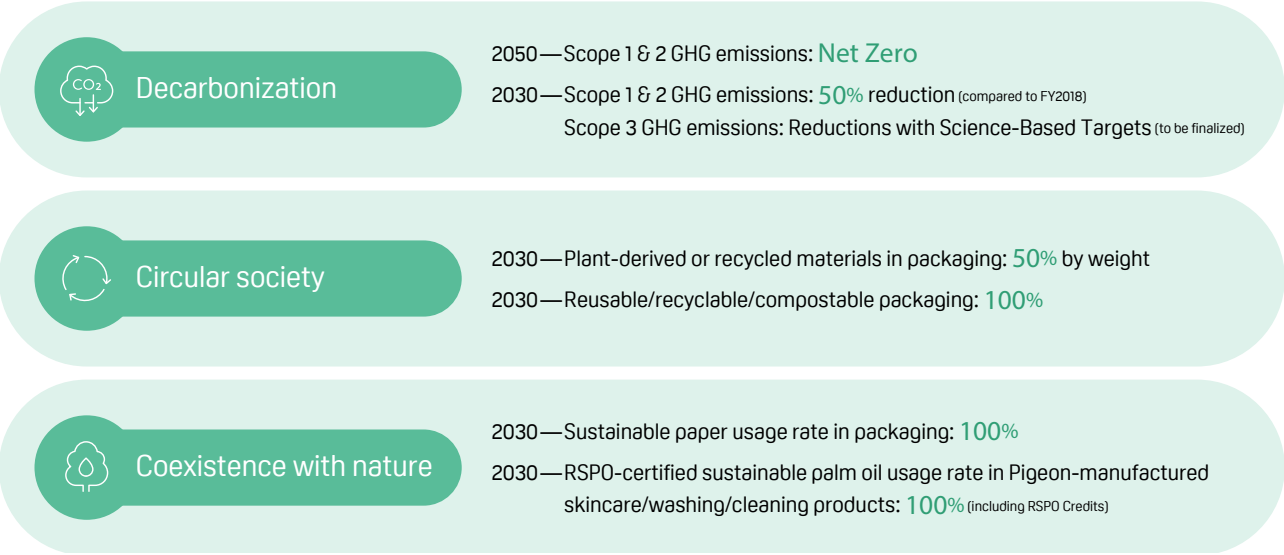 CO₂
Decarbonization
2050—Scope 1 & 2 GHG emissions: Net Zero
2030—Scope 1 & 2 GHG emissions: 50% reduction (compared to FY2018)
Scope 3 GHG emissions: Reductions with Science-Based Targets (to be finalized)
Circular society
2030—Plant-derived or recycled materials in packaging: 50% by weight
2030—Reusable/recyclable/compostable packaging: 100%
Coexistence with nature
2030—Sustainable paper usage rate in packaging: 100%
2030—RSPO-certified sustainable palm oil usage rate in Pigeon-manufactured
skincare/washing/cleaning products: 100% (including RSPO Credits)